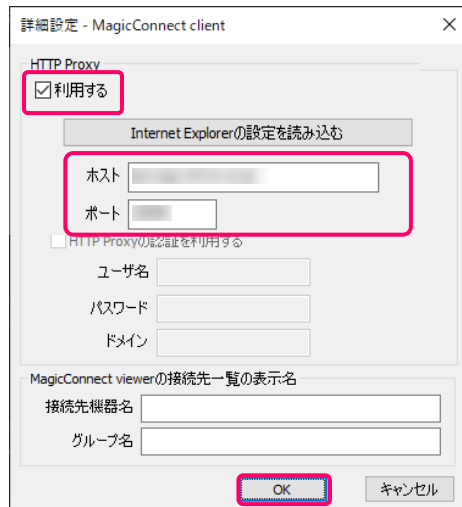 詳細設定 - MagicConnect client
HTTP Proxy
利用する
Internet Explorerの設定を読み込む
ホスト
ポート
HTTP Proxyの認証を利用する
ユーザ名
パスワード
ドメイン
MagicConnect viewerの接続先一覧の表示名
接続先機器名
グループ名
OK キャンセル